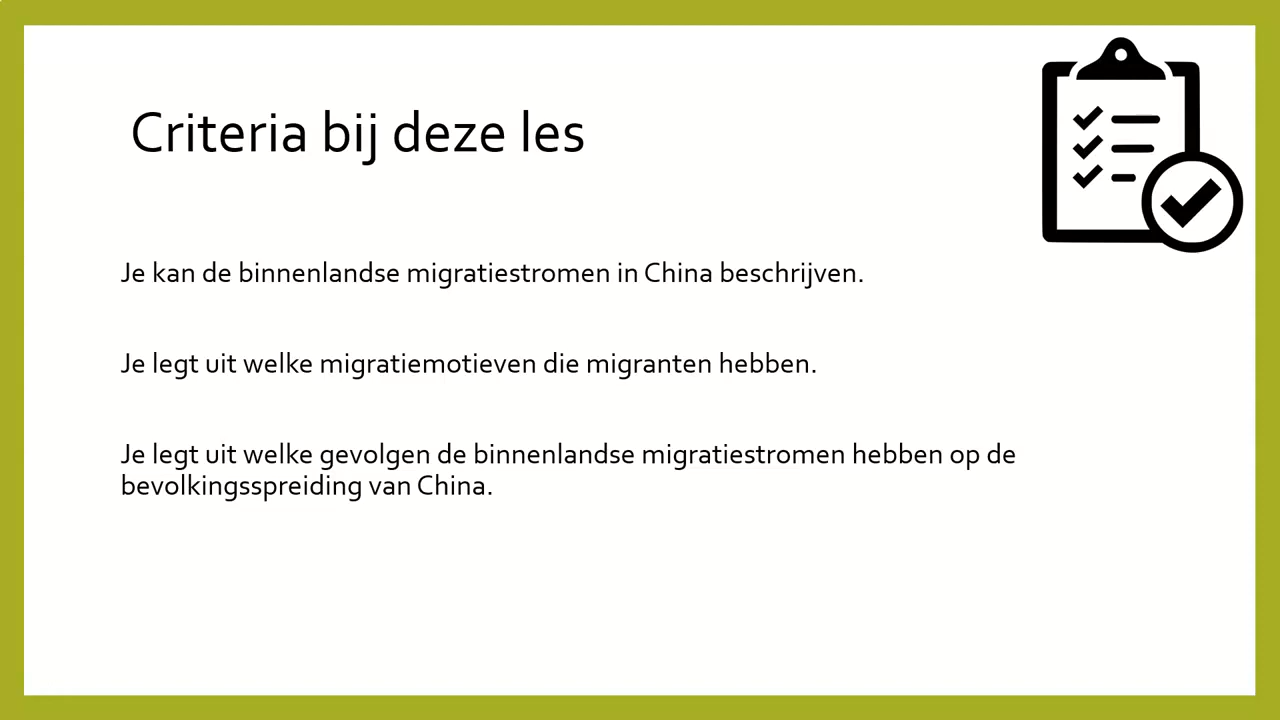 Criteria bij deze les
Je kan de binnenlandse migratiestromen in China beschrijven.
Je legt uit welke migratiemotieven die migranten hebben.
Je legt uit welke gevolgen de binnenlandse migratiestromen hebben op de
bevolkingsspreiding van China.